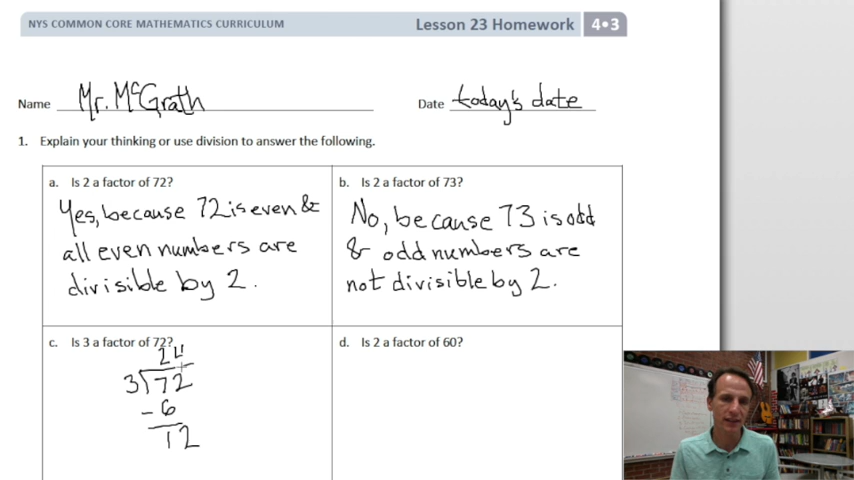 NYS COMMON CORE MATHEMATICS CURRICULUM
Lesson 23 Homework
4•3
Name Mr. McGrath
Date today's date
1. Explain your thinking or use division to answer the following.
a. Is 2 a factor of 72?
Yes, because 72 is even &
all even numbers are
divisible by 2.
b. Is 2 a factor of 73?
No, because 73 is odd
& odd numbers are
not divisible by 2.
c. Is 3 a factor of 72?
24
3)72
-6
12
d. Is 2 a factor of 60?